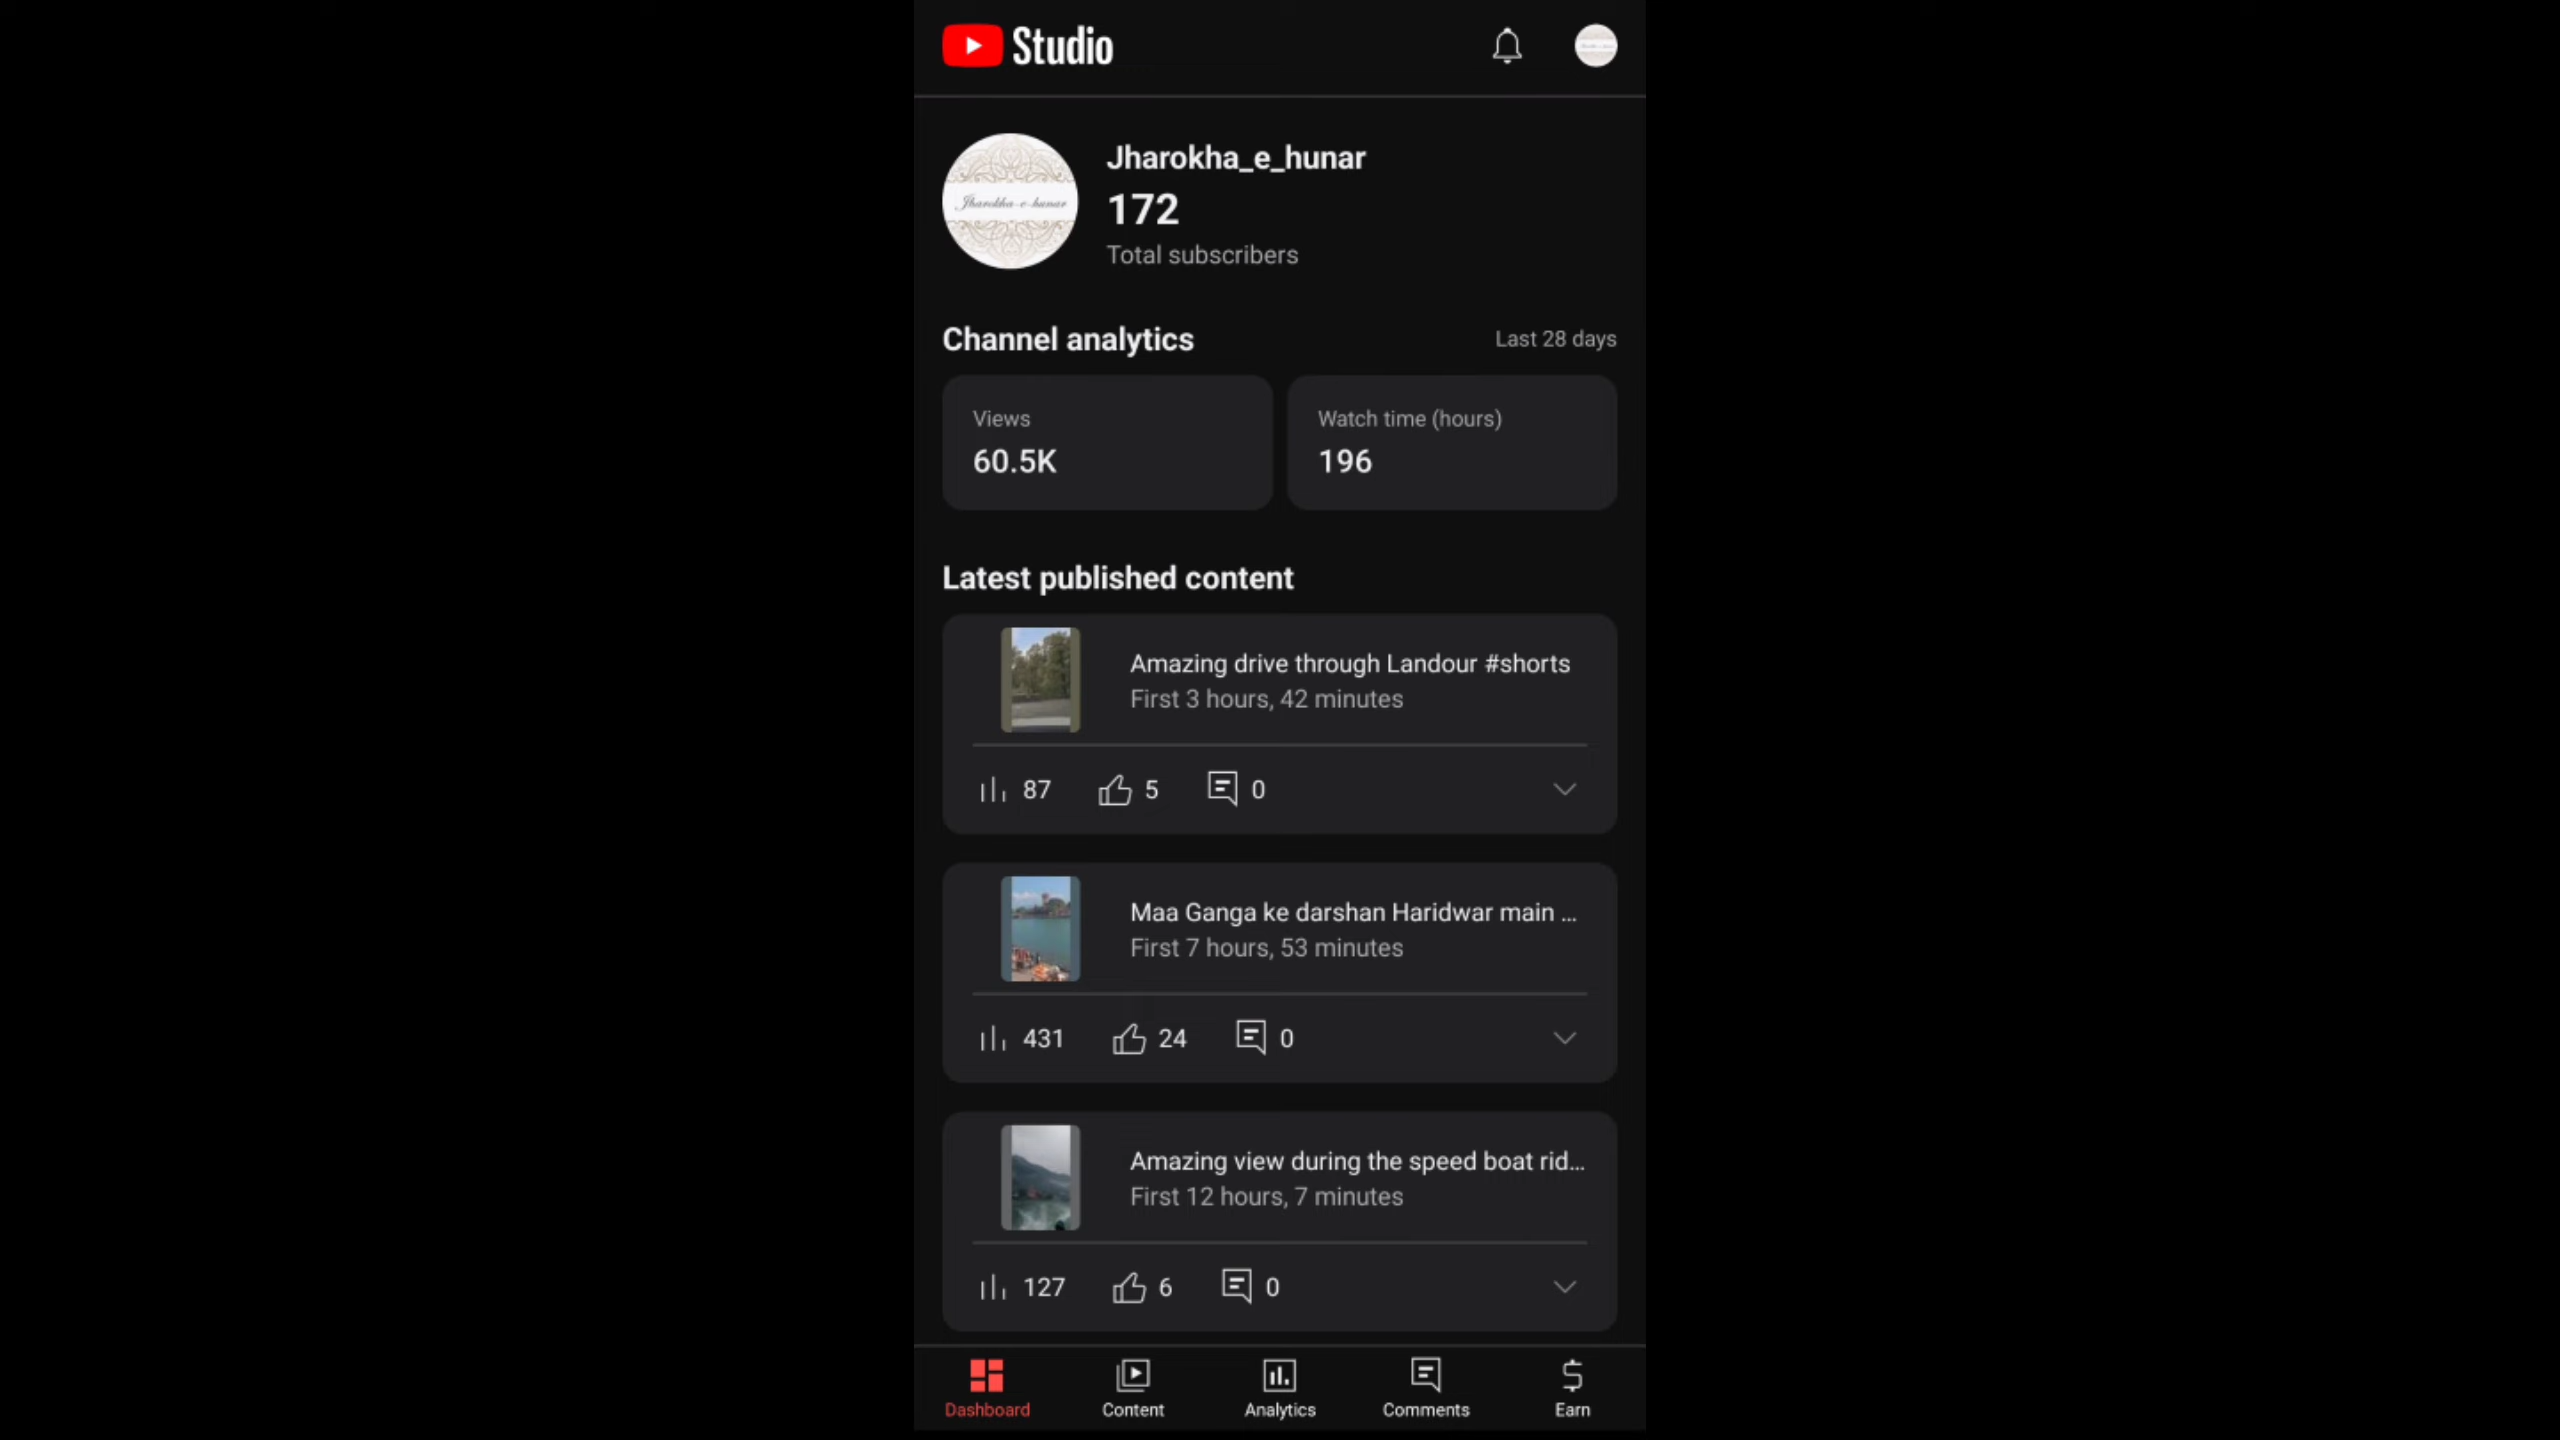 Studio
Jharokha_e_hunar
Jharokha-e-hunar
172
Total subscribers
Channel analytics
Last 28 days
Views
60.5K
Watch time (hours)
196
Latest published content
Amazing drive through Landour #shorts
First 3 hours, 42 minutes
87 5 0
Maa Ganga ke darshan Haridwar main ...
First 7 hours, 53 minutes
431 24 0
Amazing view during the speed boat rid...
First 12 hours, 7 minutes
127 6 0
Dashboard Content Analytics Comments Earn